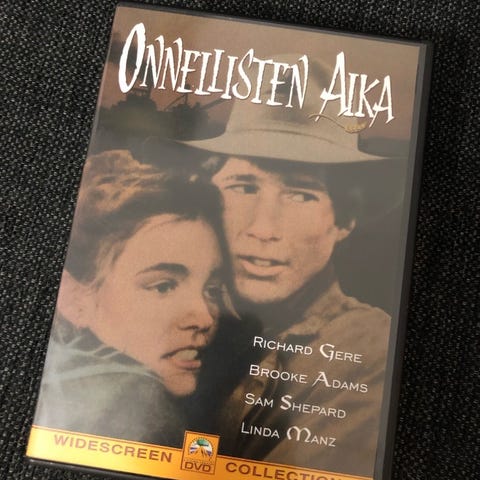 ONNELLISTEN AIKA
RICHARD GERE
BROOKE ADAMS
SAM SHEPARD
LINDA MANZ
WIDESCREEN DVD COLLECTION